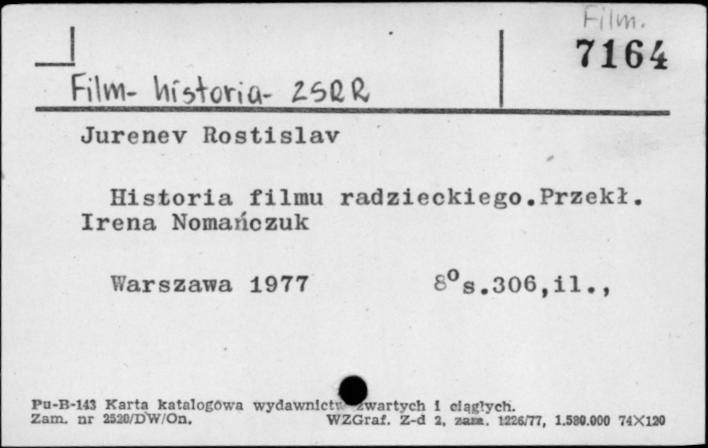 Film.
7164
Film- historia- ZSRR
Jurenev Rostislav
Historia filmu radzieckiego.Przekł.
Irena Nomańczuk
Warszawa 1977 8° s.306,il.,
Pu-B-143 Karta katalogowa wydawnictw zwartych i ciągłych.
Zam. nr 2520/DW/On. WZGraf. Z-d 2, zam. 1226/77, 1.580.000 74×120